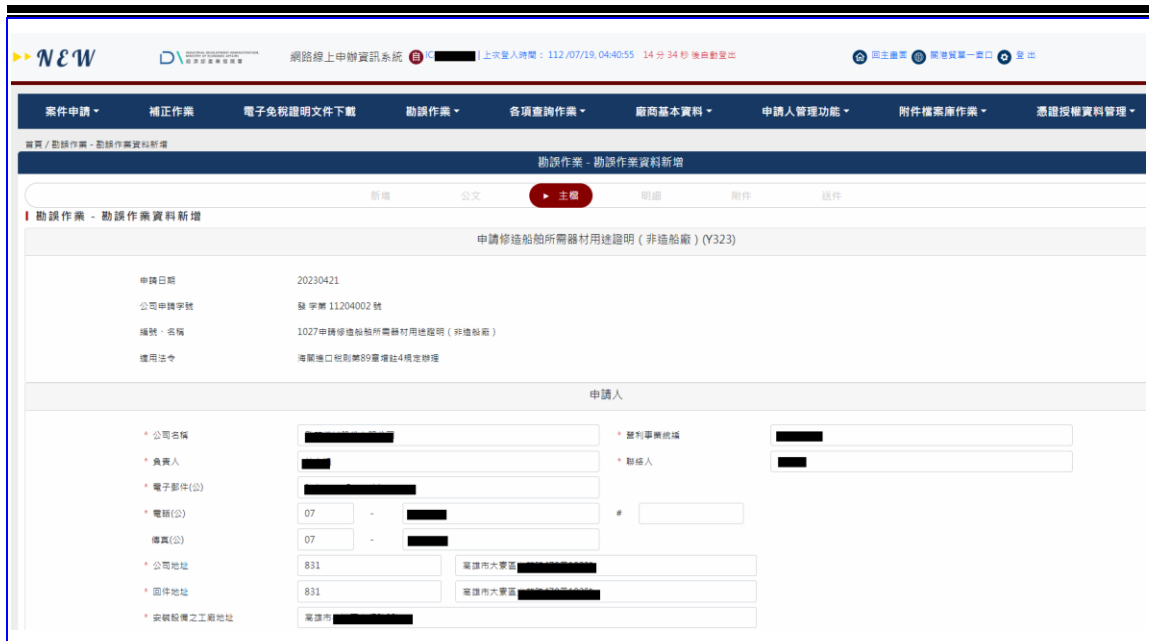 NEW 網路線上申辦資訊系統 自 IC | 上次登入時間： 112 /07/19, 04:40:55 14 分 34 秒 後自動登出 回主畫面 關港貿單一窗口 登 出
案件申請 補正作業 電子免稅證明文件下載 勘誤作業 各項查詢作業 廠商基本資料 申請人管理功能 附件檔案庫作業 憑證授權資料管理
首頁 / 勘誤作業 - 勘誤作業資料新增
勘誤作業 - 勘誤作業資料新增
新增 公文 ► 主檔 明細 附件 送件
勘誤作業 - 勘誤作業資料新增
申請修造船舶所需器材用途證明 ( 非造船廠 ) (Y323)
申請日期 20230421
公司申請字號 發 字第 11204002 號
編號‧名稱 1027申請修造船舶所需器材用途證明 ( 非造船廠 )
適用法令 海關進口稅則第89章增註4規定辦理
申請人
* 公司名稱 * 營利事業統編
* 負責人 * 聯絡人
* 電子郵件(公)
* 電話(公) 07 - #
傳真(公) 07 -
* 公司地址 831 高雄市大寮區
* 回件地址 831 高雄市大寮區
* 安裝設備之工廠地址 高雄市